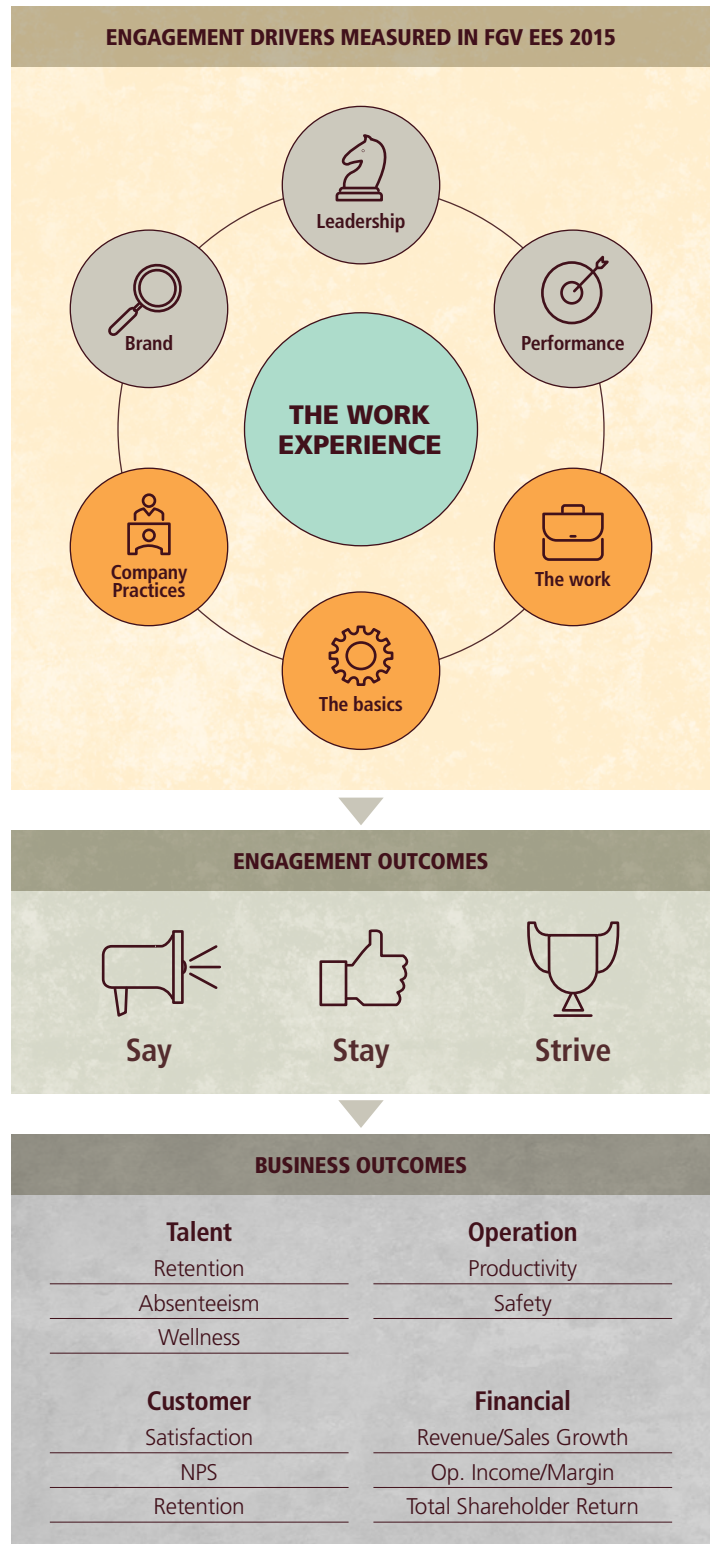 ENGAGEMENT DRIVERS MEASURED IN FGV EES 2015
Leadership
Brand
Performance
THE WORK
EXPERIENCE
Company
Practices
The work
The basics
ENGAGEMENT OUTCOMES
Say
Stay
Strive
BUSINESS OUTCOMES
Talent
Retention
Absenteeism
Wellness
Operation
Productivity
Safety
Customer
Satisfaction
NPS
Retention
Financial
Revenue/Sales Growth
Op. Income/Margin
Total Shareholder Return